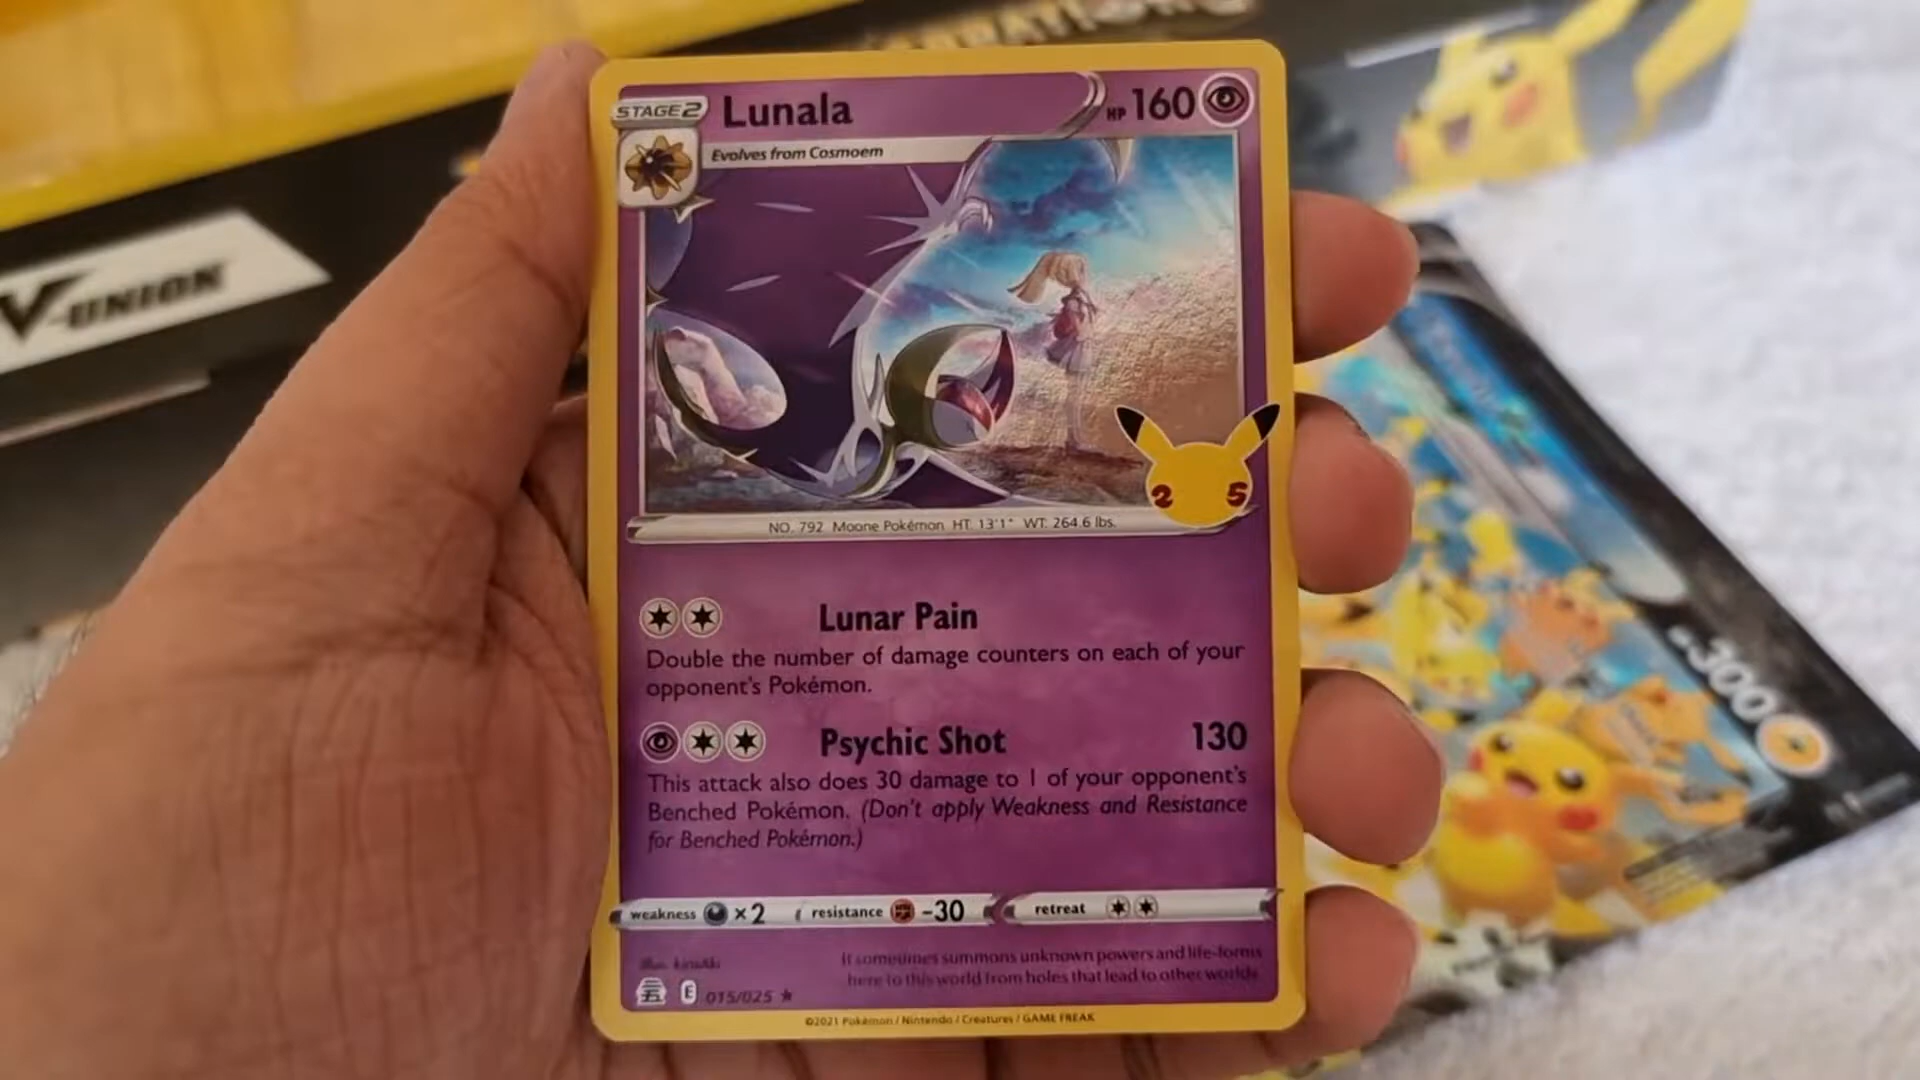 STAGE2
Lunala
HP 160
Evolves from Cosmoem
V-UNION
2 5
NO. 792 Moone Pokémon HT: 13'1" WT: 264.6 lbs.
Lunar Pain
Double the number of damage counters on each of your
opponent's Pokémon.
Psychic Shot 130
This attack also does 30 damage to 1 of your opponent's
Benched Pokémon. (Don't apply Weakness and Resistance
for Benched Pokémon.)
weakness ×2 resistance -30 retreat
Illus. kirisAki
It sometimes summons unknown powers and life-forms
here to this world from holes that lead to other worlds.
E 015/025 ★
©2021 Pokémon / Nintendo / Creatures / GAME FREAK
300